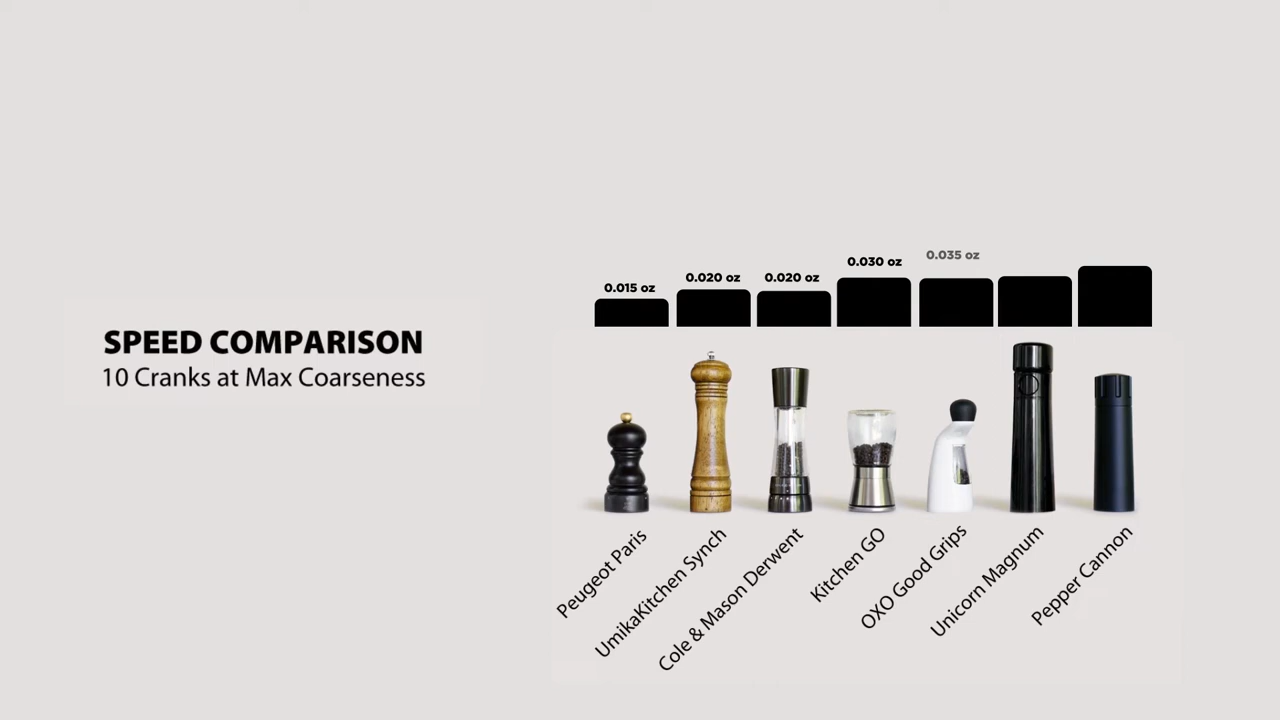 SPEED COMPARISON
10 Cranks at Max Coarseness
0.015 oz
0.020 oz
0.020 oz
0.030 oz
0.035 oz
Peugeot Paris
UmikaKitchen Synch
Cole & Mason Derwent
Kitchen GO
OXO Good Grips
Unicorn Magnum
Pepper Cannon